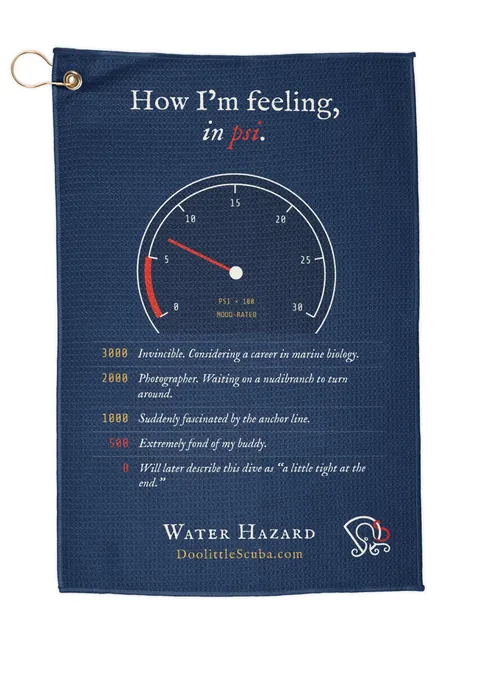 How I'm feeling,
in psi.
15
10
20
5
25
0
30
PSI × 100
MOOD-RATED
3000 Invincible. Considering a career in marine biology.
2000 Photographer. Waiting on a nudibranch to turn
around.
1000 Suddenly fascinated by the anchor line.
500 Extremely fond of my buddy.
0 Will later describe this dive as “a little tight at the
end.”
WATER HAZARD
DoolittleScuba.com